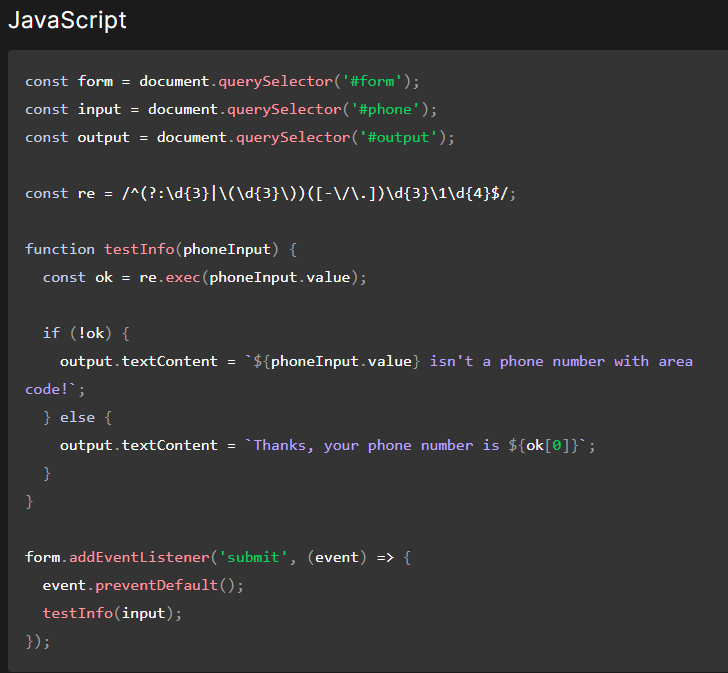 JavaScript
const form = document.querySelector('#form');
const input = document.querySelector('#phone');
const output = document.querySelector('#output');
const re = /^(?:\d{3}|\(\d{3}\))([-\/\.])\d{3}\1\d{4}$/;
function testInfo(phoneInput) {
  const ok = re.exec(phoneInput.value);
  if (!ok) {
    output.textContent = `${phoneInput.value} isn't a phone number with area
code!`;
  } else {
    output.textContent = `Thanks, your phone number is ${ok[0]}`;
  }
}
form.addEventListener('submit', (event) => {
  event.preventDefault();
  testInfo(input);
});